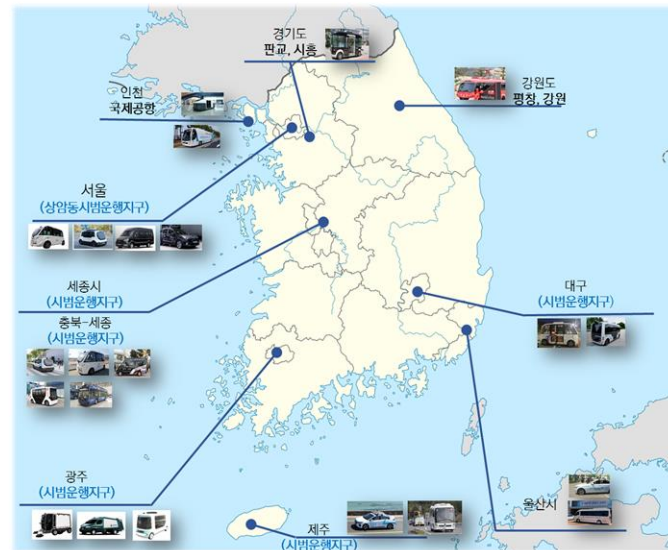 경기도
판교, 시흥
인천
국제공항
강원도
평창, 강원
서울
(상암동시범운행지구)
세종시
(시범운행지구)
충북-세종
(시범운행지구)
대구
(시범운행지구)
광주
(시범운행지구)
제주
(시범운행지구)
울산시